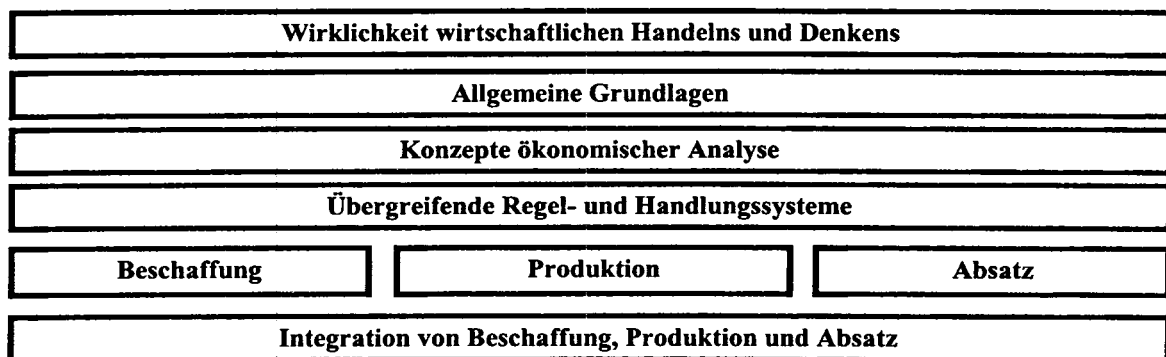 Wirklichkeit wirtschaftlichen Handelns und Denkens
Allgemeine Grundlagen
Konzepte ökonomischer Analyse
Übergreifende Regel- und Handlungssysteme
Beschaffung
Produktion
Absatz
Integration von Beschaffung, Produktion und Absatz